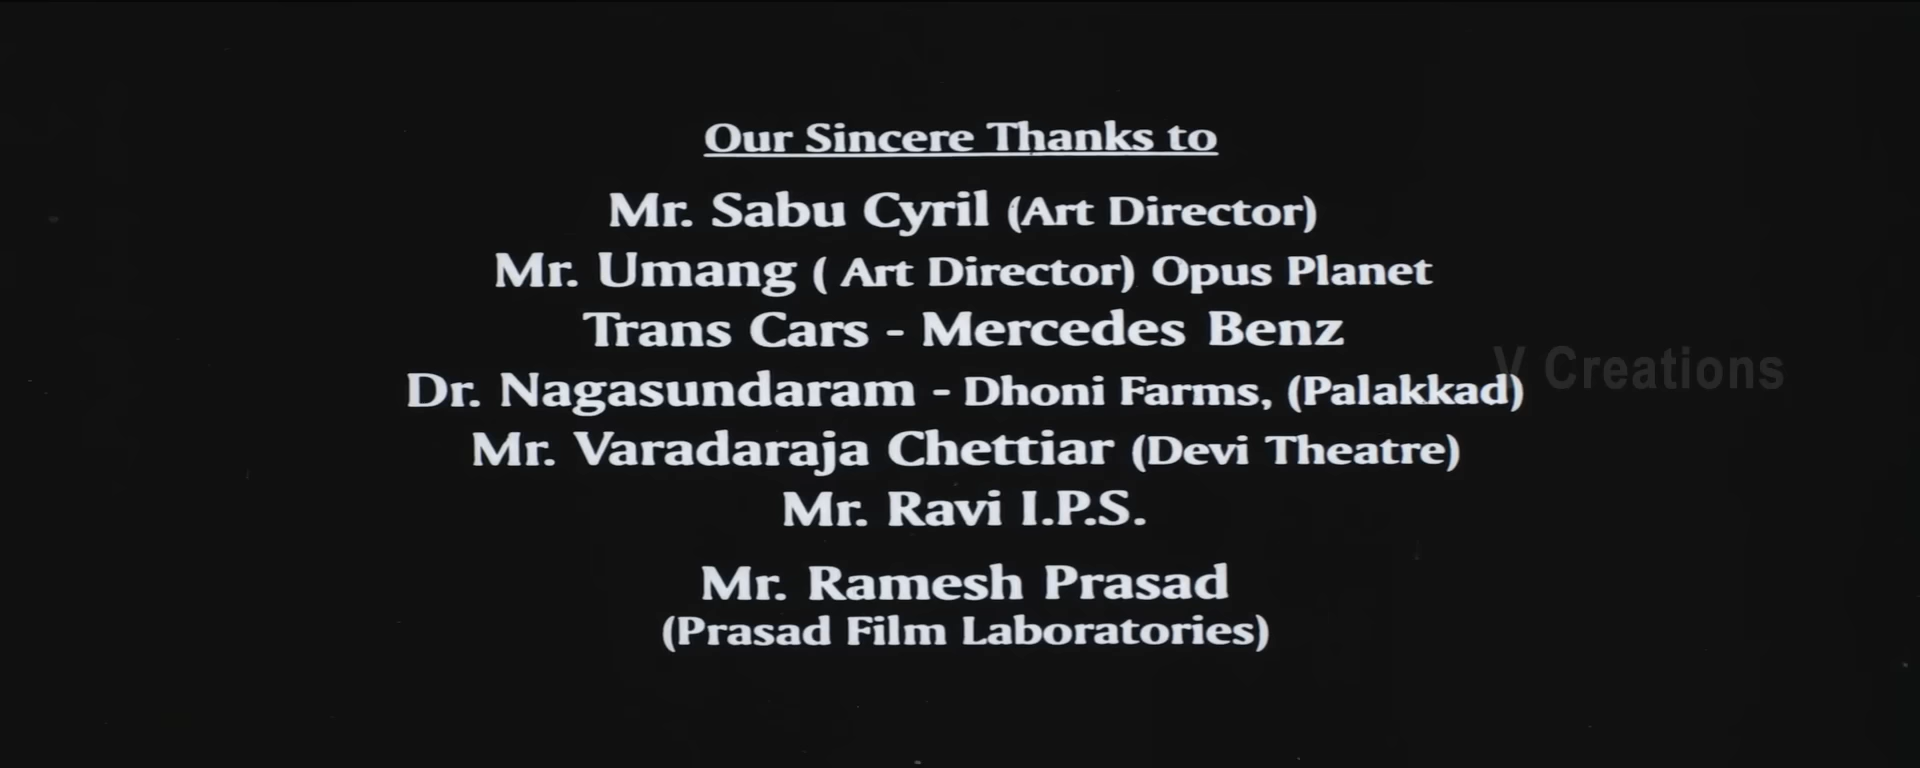 Our Sincere Thanks to
Mr. Sabu Cyril (Art Director)
Mr. Umang ( Art Director) Opus Planet
Trans Cars - Mercedes Benz
Dr. Nagasundaram - Dhoni Farms, (Palakkad)
V Creations
Mr. Varadaraja Chettiar (Devi Theatre)
Mr. Ravi I.P.S.
Mr. Ramesh Prasad
(Prasad Film Laboratories)